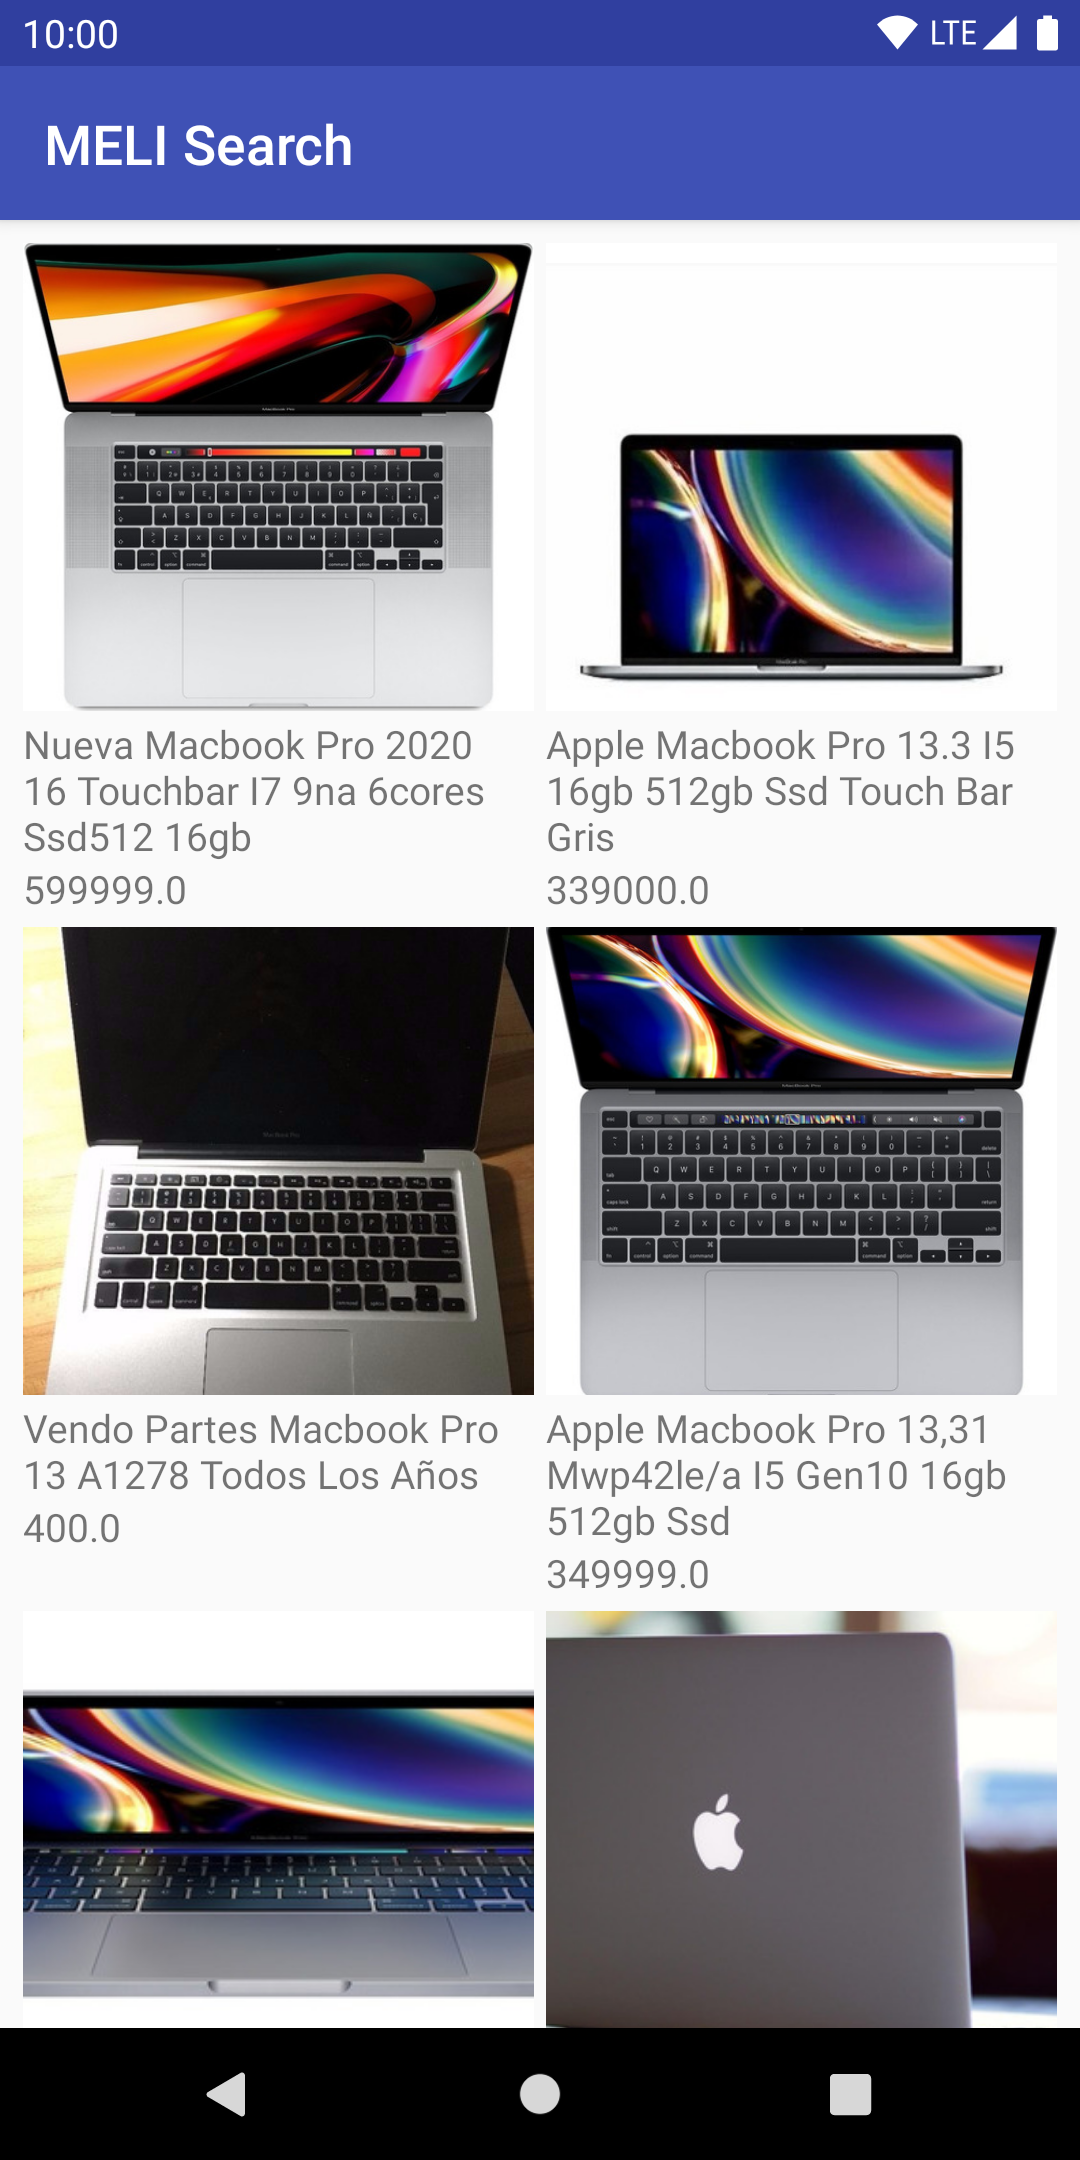 10:00
LTE
MELI Search
Nueva Macbook Pro 2020
16 Touchbar I7 9na 6cores
Ssd512 16gb
599999.0
Apple Macbook Pro 13.3 I5
16gb 512gb Ssd Touch Bar
Gris
339000.0
Vendo Partes Macbook Pro
13 A1278 Todos Los Años
400.0
Apple Macbook Pro 13,31
Mwp42le/a I5 Gen10 16gb
512gb Ssd
349999.0